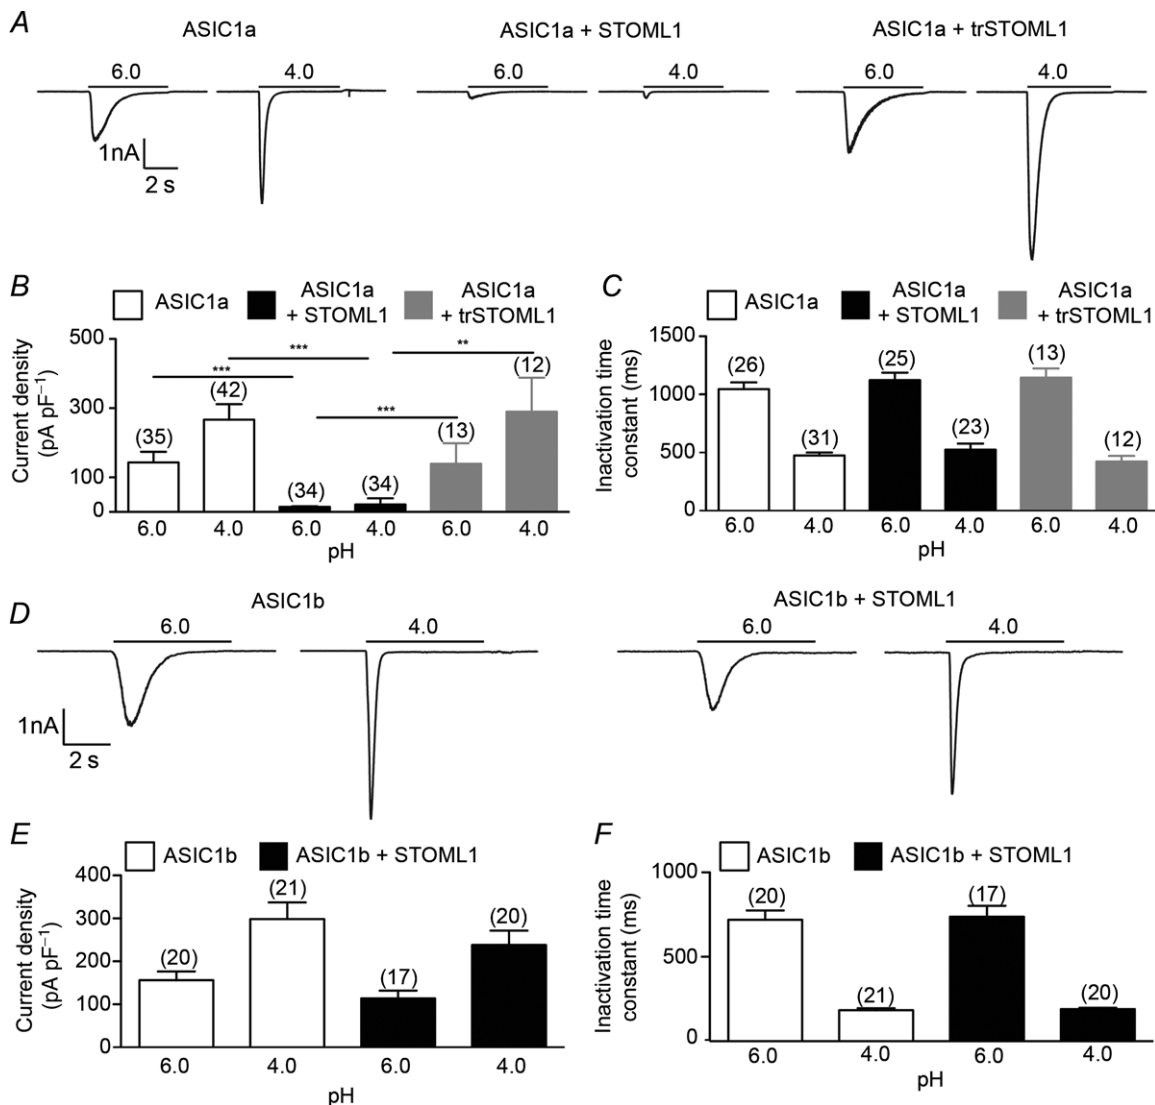 A
ASIC1a
ASIC1a + STOML1
ASIC1a + trSTOML1
6.0
4.0
6.0
4.0
6.0
4.0
1nA
2 s
B
ASIC1a
ASIC1a
+ STOML1
ASIC1a
+ trSTOML1
Current density
(pA pF⁻¹)
500
300
100
0
(35)
(42)
(34)
(34)
(13)
(12)
***
***
***
**
6.0
4.0
6.0
4.0
6.0
4.0
pH
C
ASIC1a
ASIC1a
+ STOML1
ASIC1a
+ trSTOML1
Inactivation time
constant (ms)
1500
1000
500
0
(26)
(31)
(25)
(23)
(13)
(12)
6.0
4.0
6.0
4.0
6.0
4.0
pH
D
ASIC1b
ASIC1b + STOML1
6.0
4.0
6.0
4.0
1nA
2 s
E
ASIC1b
ASIC1b + STOML1
Current density
(pA pF⁻¹)
400
300
200
100
0
(20)
(21)
(17)
(20)
6.0
4.0
6.0
4.0
pH
F
ASIC1b
ASIC1b + STOML1
Inactivation time
constant (ms)
1000
500
0
(20)
(21)
(17)
(20)
6.0
4.0
6.0
4.0
pH